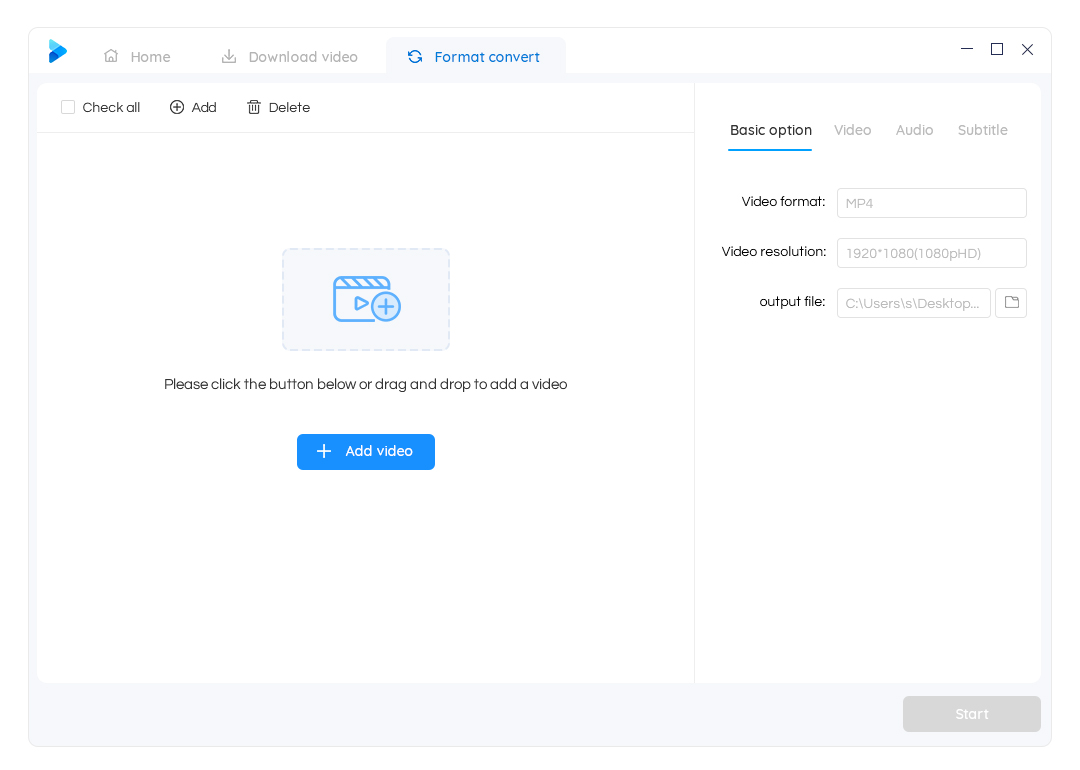 Home
Download video
Format convert
Check all
Add
Delete
Basic option
Video
Audio
Subtitle
Video format:
MP4
Video resolution:
1920*1080(1080pHD)
output file:
C:\Users\s\Desktop...
Please click the button below or drag and drop to add a video
Add video
Start